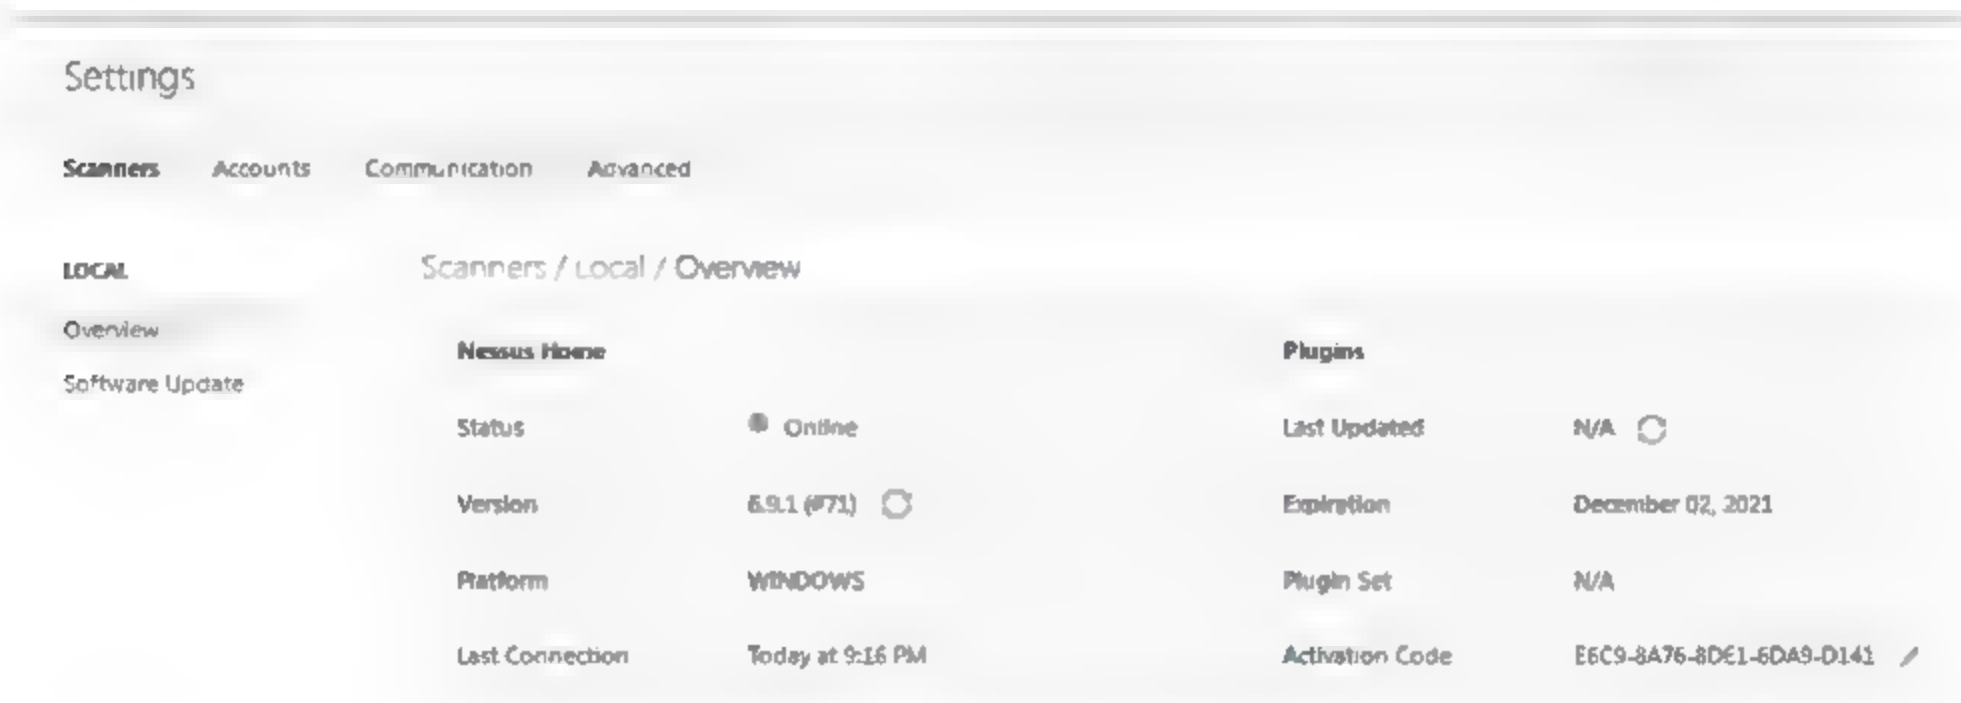 Settings
Scanners Accounts Communication Advanced
LOCAL
Scanners / Local / Overview
Overview
Nessus Home Plugins
Software Update
Status Online Last Updated N/A
Version 6.9.1 (#71) Expiration December 02, 2021
Platform WINDOWS Plugin Set N/A
Last Connection Today at 9:16 PM Activation Code E6C9-8A76-8DE1-6DA9-D141